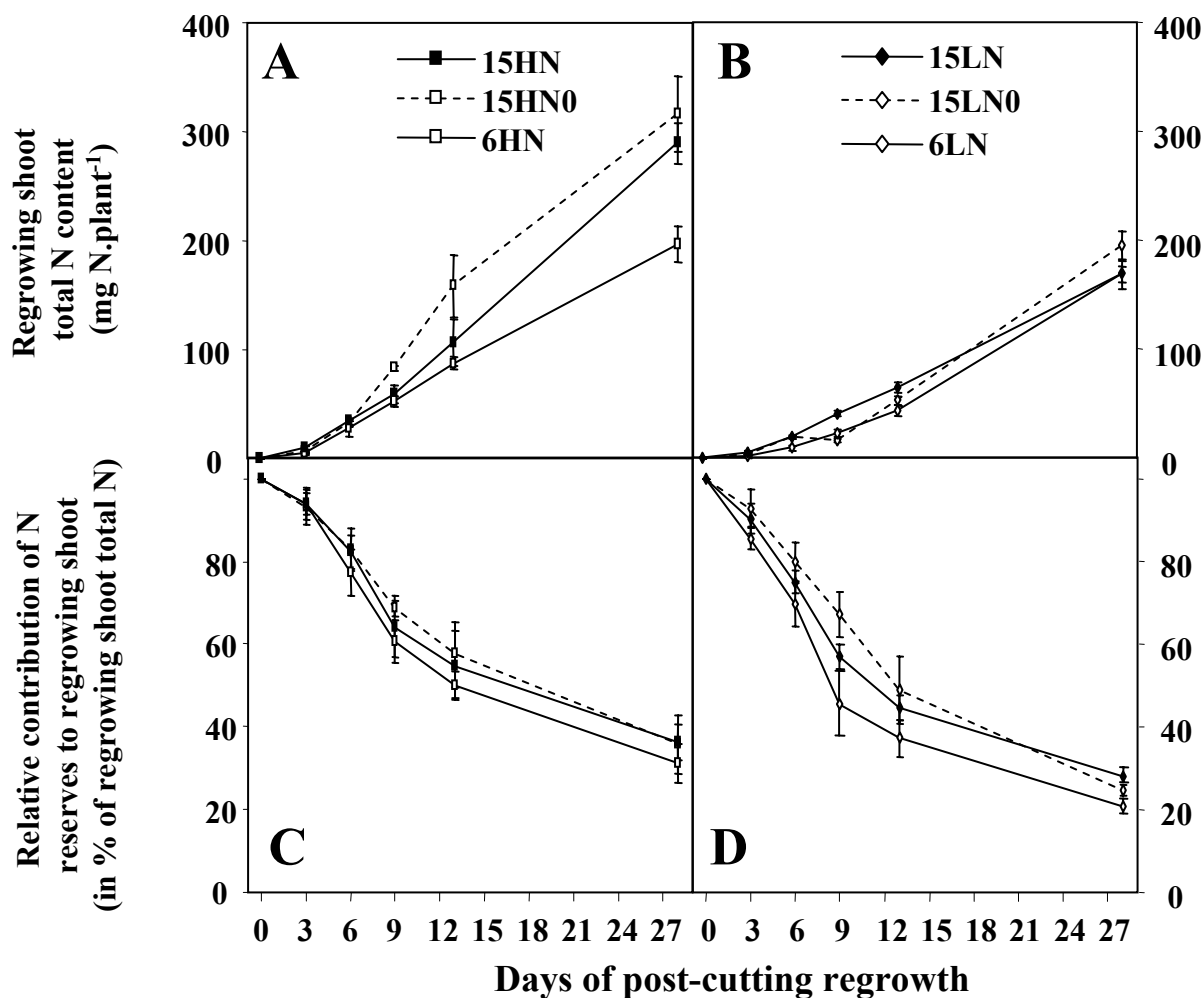 Regrowing shoot
total N content
(mg N.plant⁻¹)
400
300
200
100
0
A
15HN
15HN0
6HN
B
15LN
15LN0
6LN
400
300
200
100
0
Relative contribution of N
reserves to regrowing shoot
(in % of regrowing shoot total N)
80
60
40
20
0
C
D
80
60
40
20
0
0 3 6 9 12 15 18 21 24 27
0 3 6 9 12 15 18 21 24 27
Days of post-cutting regrowth